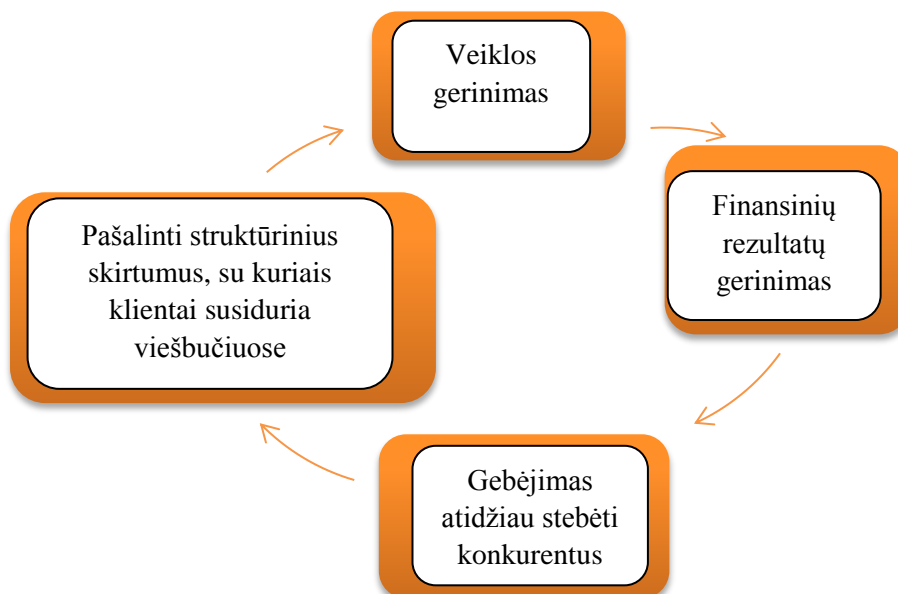 Veiklos
gerinimas
Finansinių
rezultatų
gerinimas
Gebėjimas
atidžiau stebėti
konkurentus
Pašalinti struktūrinius
skirtumus, su kuriais
klientai susiduria
viešbučiuose